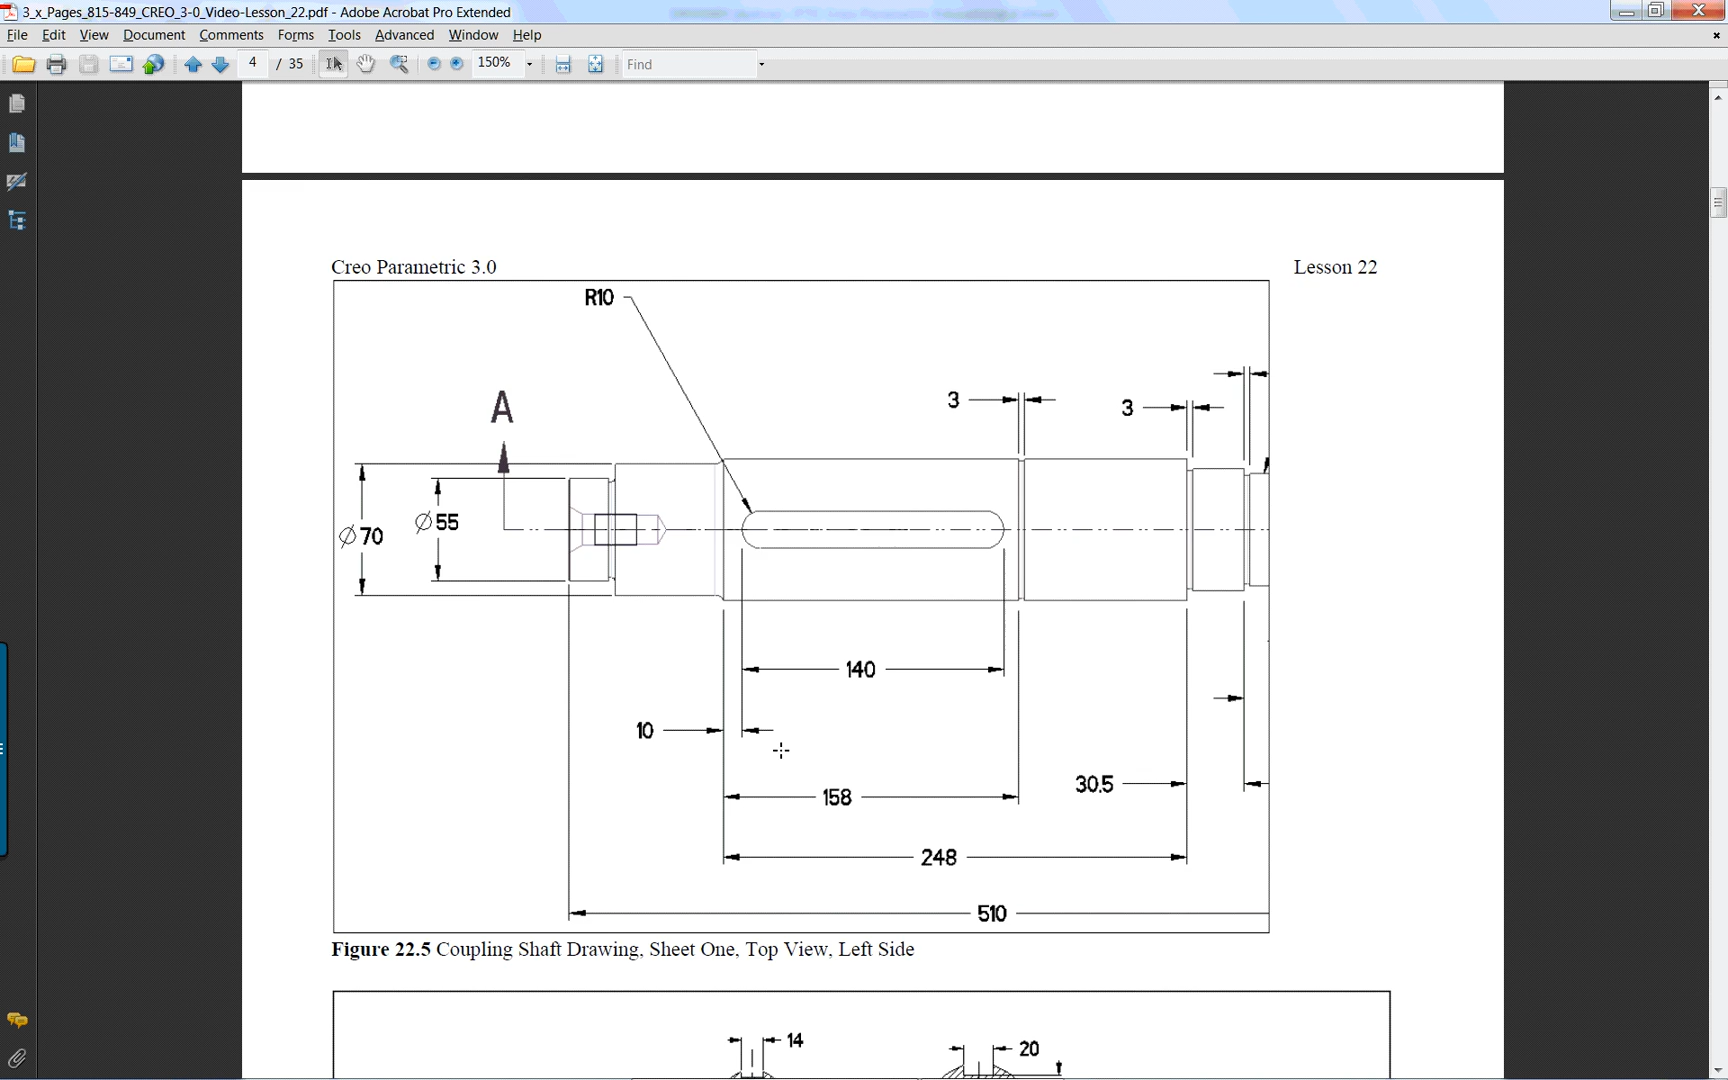 3_x_Pages_815-849_CREO_3-0_Video-Lesson_22.pdf - Adobe Acrobat Pro Extended
File Edit View Document Comments Forms Tools Advanced Window Help
4 / 35 150% Find
Creo Parametric 3.0 Lesson 22
R10
A
3
3
Ø70
Ø55
140
10
158
30.5
248
510
Figure 22.5 Coupling Shaft Drawing, Sheet One, Top View, Left Side
14
20